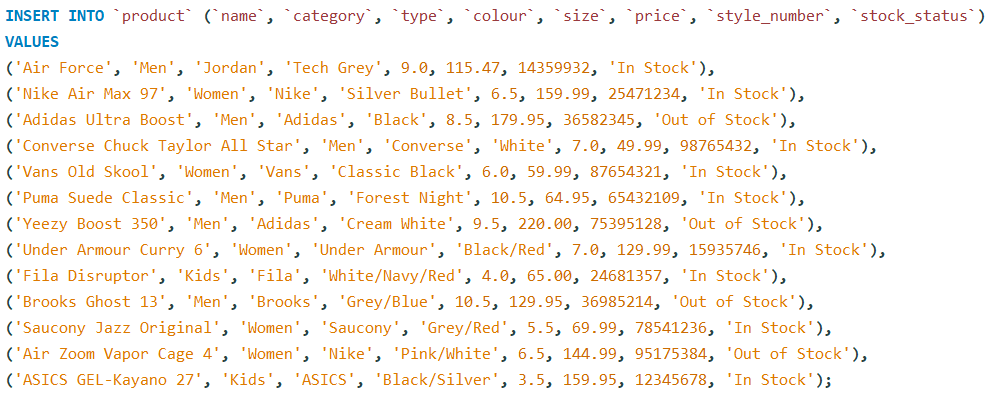 INSERT INTO `product` (`name`, `category`, `type`, `colour`, `size`, `price`, `style_number`, `stock_status`)
VALUES
('Air Force', 'Men', 'Jordan', 'Tech Grey', 9.0, 115.47, 14359932, 'In Stock'),
('Nike Air Max 97', 'Women', 'Nike', 'Silver Bullet', 6.5, 159.99, 25471234, 'In Stock'),
('Adidas Ultra Boost', 'Men', 'Adidas', 'Black', 8.5, 179.95, 36582345, 'Out of Stock'),
('Converse Chuck Taylor All Star', 'Men', 'Converse', 'White', 7.0, 49.99, 98765432, 'In Stock'),
('Vans Old Skool', 'Women', 'Vans', 'Classic Black', 6.0, 59.99, 87654321, 'In Stock'),
('Puma Suede Classic', 'Men', 'Puma', 'Forest Night', 10.5, 64.95, 65432109, 'In Stock'),
('Yeezy Boost 350', 'Men', 'Adidas', 'Cream White', 9.5, 220.00, 75395128, 'Out of Stock'),
('Under Armour Curry 6', 'Women', 'Under Armour', 'Black/Red', 7.0, 129.99, 15935746, 'In Stock'),
('Fila Disruptor', 'Kids', 'Fila', 'White/Navy/Red', 4.0, 65.00, 24681357, 'In Stock'),
('Brooks Ghost 13', 'Men', 'Brooks', 'Grey/Blue', 10.5, 129.95, 36985214, 'Out of Stock'),
('Saucony Jazz Original', 'Women', 'Saucony', 'Grey/Red', 5.5, 69.99, 78541236, 'In Stock'),
('Air Zoom Vapor Cage 4', 'Women', 'Nike', 'Pink/White', 6.5, 144.99, 95175384, 'Out of Stock'),
('ASICS GEL-Kayano 27', 'Kids', 'ASICS', 'Black/Silver', 3.5, 159.95, 12345678, 'In Stock');